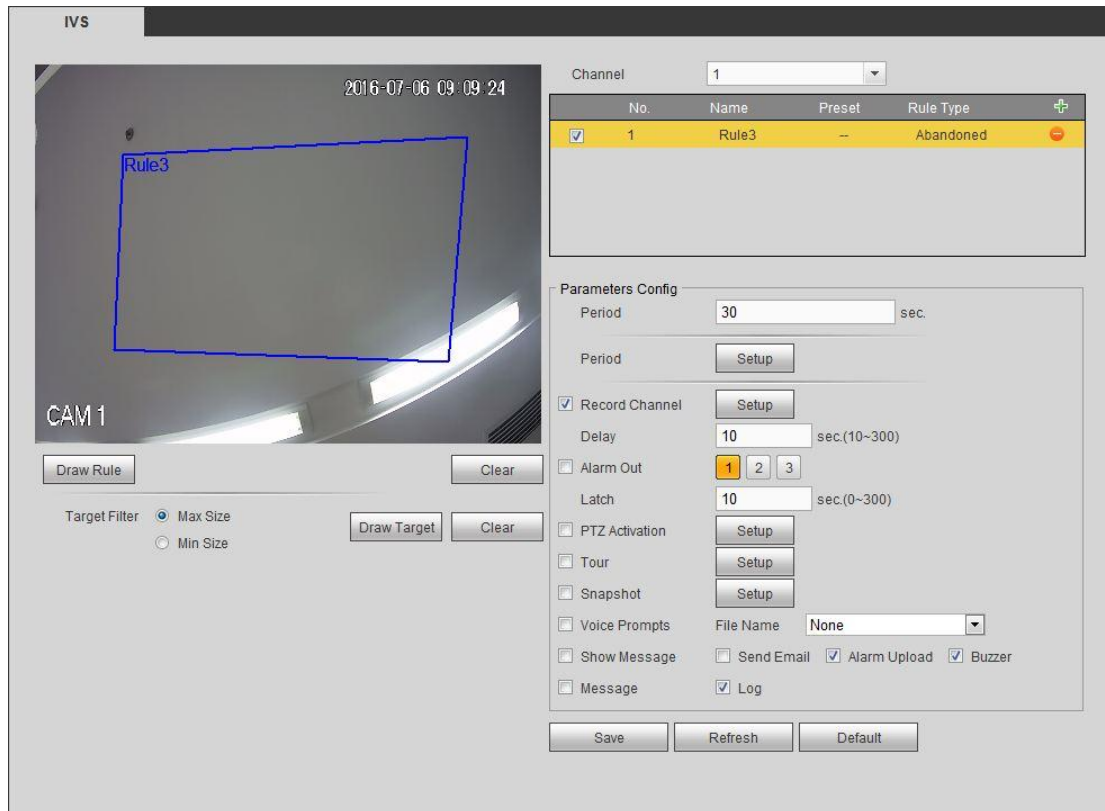 IVS
2016-07-06 09:09:24
Rule3
CAM 1
Draw Rule
Clear
Target Filter
Max Size
Min Size
Draw Target
Clear
Channel 1
No. Name Preset Rule Type
1 Rule3 -- Abandoned
Parameters Config
Period 30 sec.
Period Setup
Record Channel Setup
Delay 10 sec.(10~300)
Alarm Out 1 2 3
Latch 10 sec.(0~300)
PTZ Activation Setup
Tour Setup
Snapshot Setup
Voice Prompts File Name None
Show Message Send Email Alarm Upload Buzzer
Message Log
Save Refresh Default